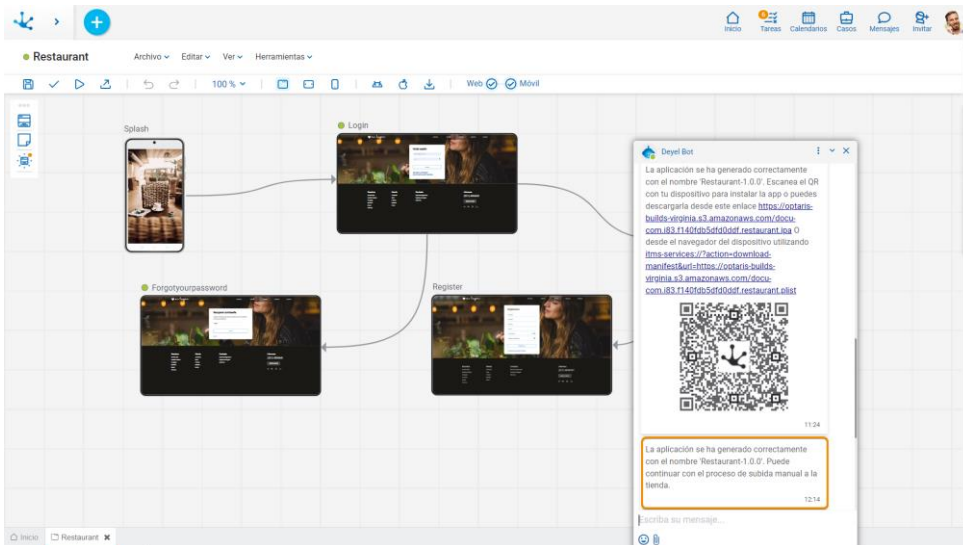 Inicio
6
Tareas
Calendarios
Casos
Mensajes
Invitar
Restaurant
Archivo
Editar
Ver
Herramientas
100 %
Web
Móvil
Splash
Login
Forgotyourpassword
Register
Deyel Bot
La aplicación se ha generado correctamente
con el nombre 'Restaurant-1.0.0'. Escanea el QR
con tu dispositivo para instalar la app o puedes
descargarla desde este enlace https://optaris-
builds-virginia.s3.amazonaws.com/docu-
com.i83.f140fdb5dfd0ddf.restaurant.ipa O
desde el navegador del dispositivo utilizando
itms-services://?action=download-
manifest&url=https://optaris-builds-
virginia.s3.amazonaws.com/docu-
com.i83.f140fdb5dfd0ddf.restaurant.plist
11:24
La aplicación se ha generado correctamente
con el nombre 'Restaurant-1.0.0'. Puede
continuar con el proceso de subida manual a la
tienda.
12:14
Escriba su mensaje...
Inicio
Restaurant